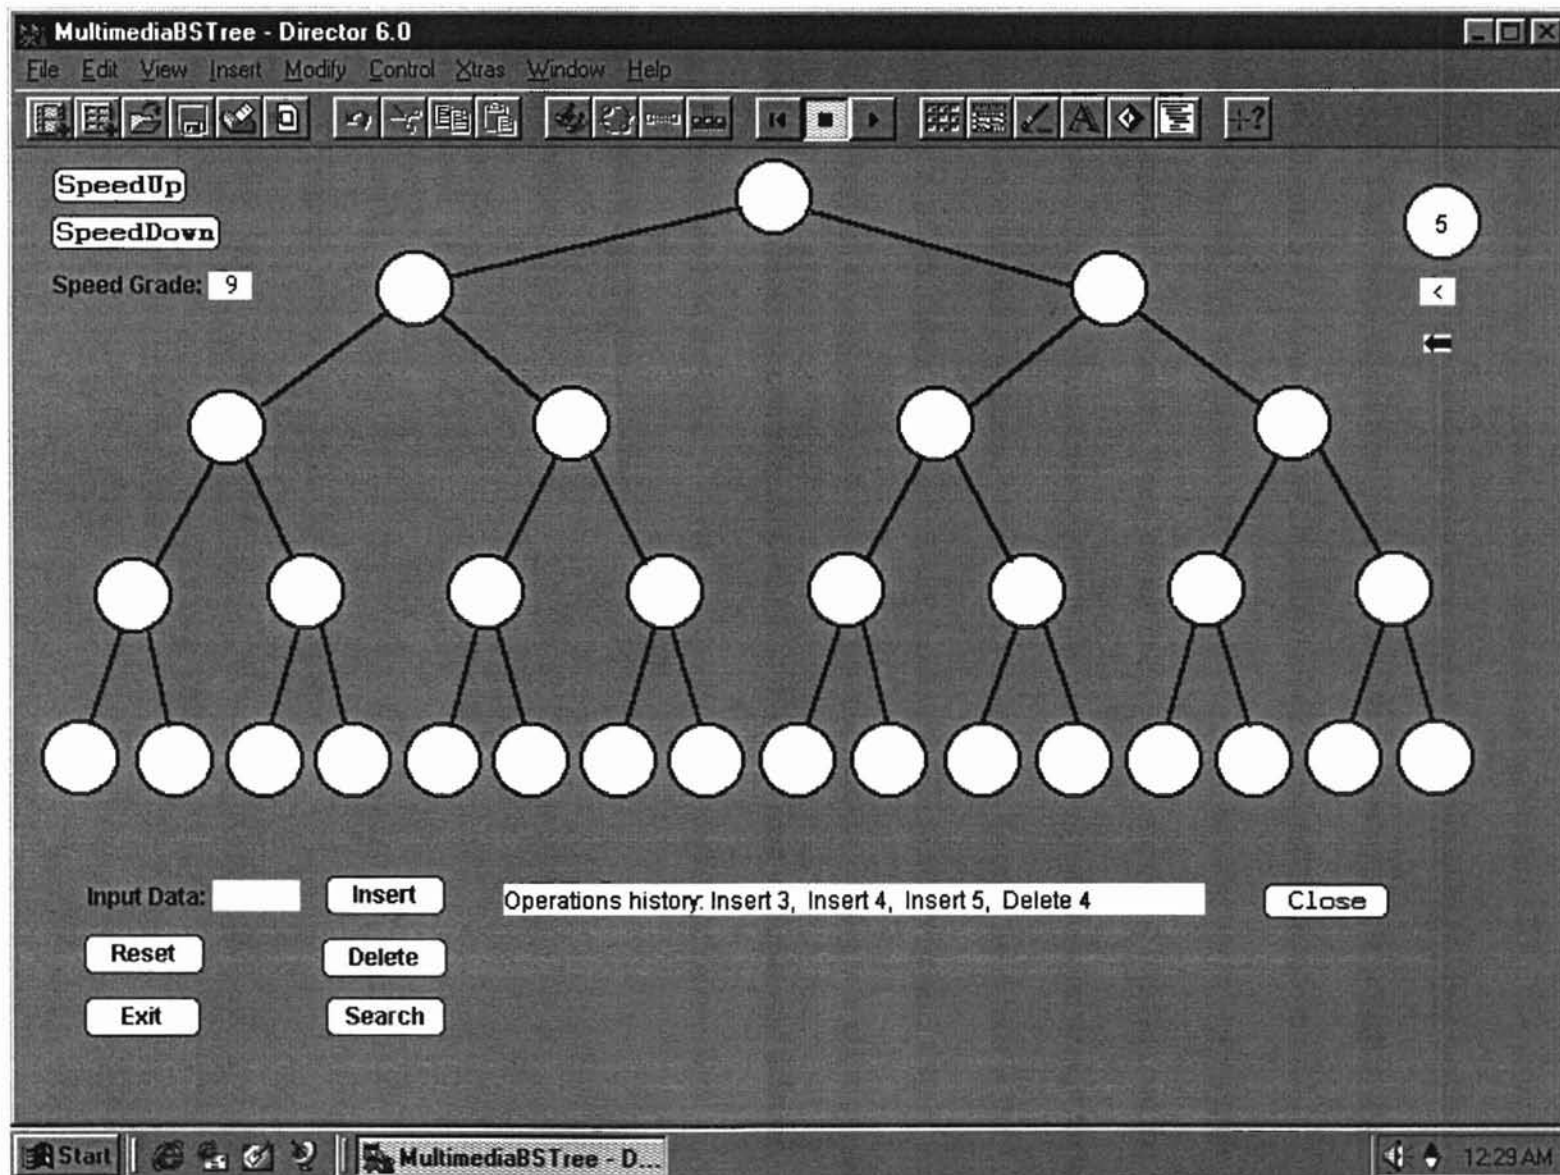 MultimediaBSTree - Director 6.0
File Edit View Insert Modify Control Xtras Window Help
SpeedUp
SpeedDown
Speed Grade: 9
5
<
Input Data:
Insert
Operations history: Insert 3, Insert 4, Insert 5, Delete 4
Close
Reset
Delete
Exit
Search
Start
MultimediaBSTree - D...
12:29 AM